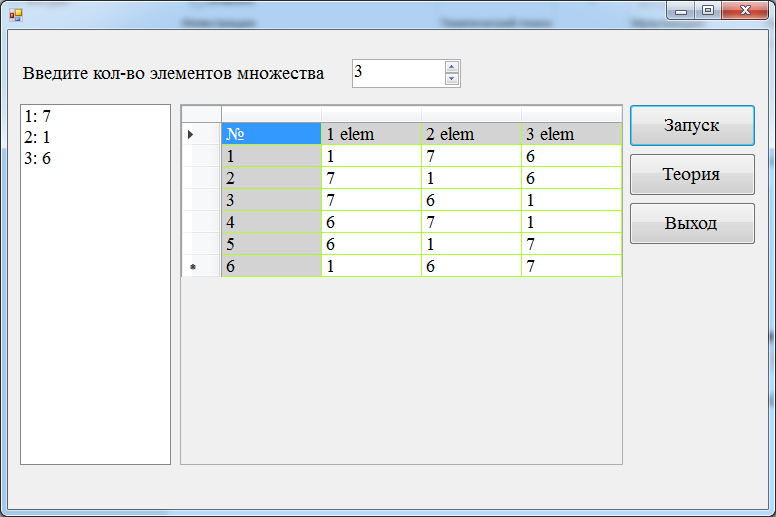 Введите кол-во элементов множества 3
1: 7
2: 1
3: 6
№ 1 elem 2 elem 3 elem
1 1 7 6
2 7 1 6
3 7 6 1
4 6 7 1
5 6 1 7
6 1 6 7
Запуск
Теория
Выход